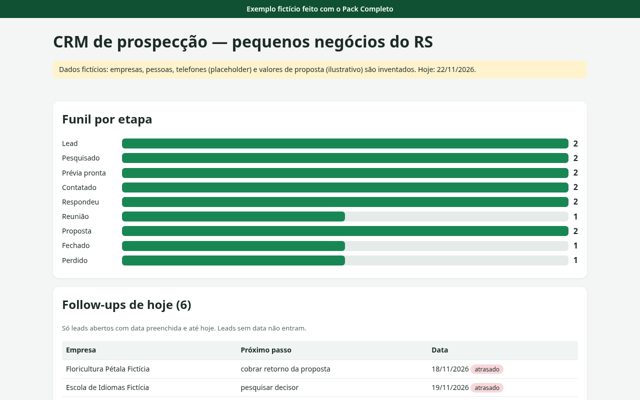 Exemplo fictício feito com o Pack Completo
CRM de prospecção — pequenos negócios do RS
Dados fictícios: empresas, pessoas, telefones (placeholder) e valores de proposta (ilustrativo) são inventados. Hoje: 22/11/2026.
Funil por etapa
Lead 2
Pesquisado 2
Prévia pronta 2
Contatado 2
Respondeu 2
Reunião 1
Proposta 2
Fechado 1
Perdido 1
Follow-ups de hoje (6)
Só leads abertos com data preenchida e até hoje. Leads sem data não entram.
Empresa Próximo passo Data
Floricultura Pétala Fictícia cobrar retorno da proposta 18/11/2026 atrasado
Escola de Idiomas Fictícia pesquisar decisor 19/11/2026 atrasado